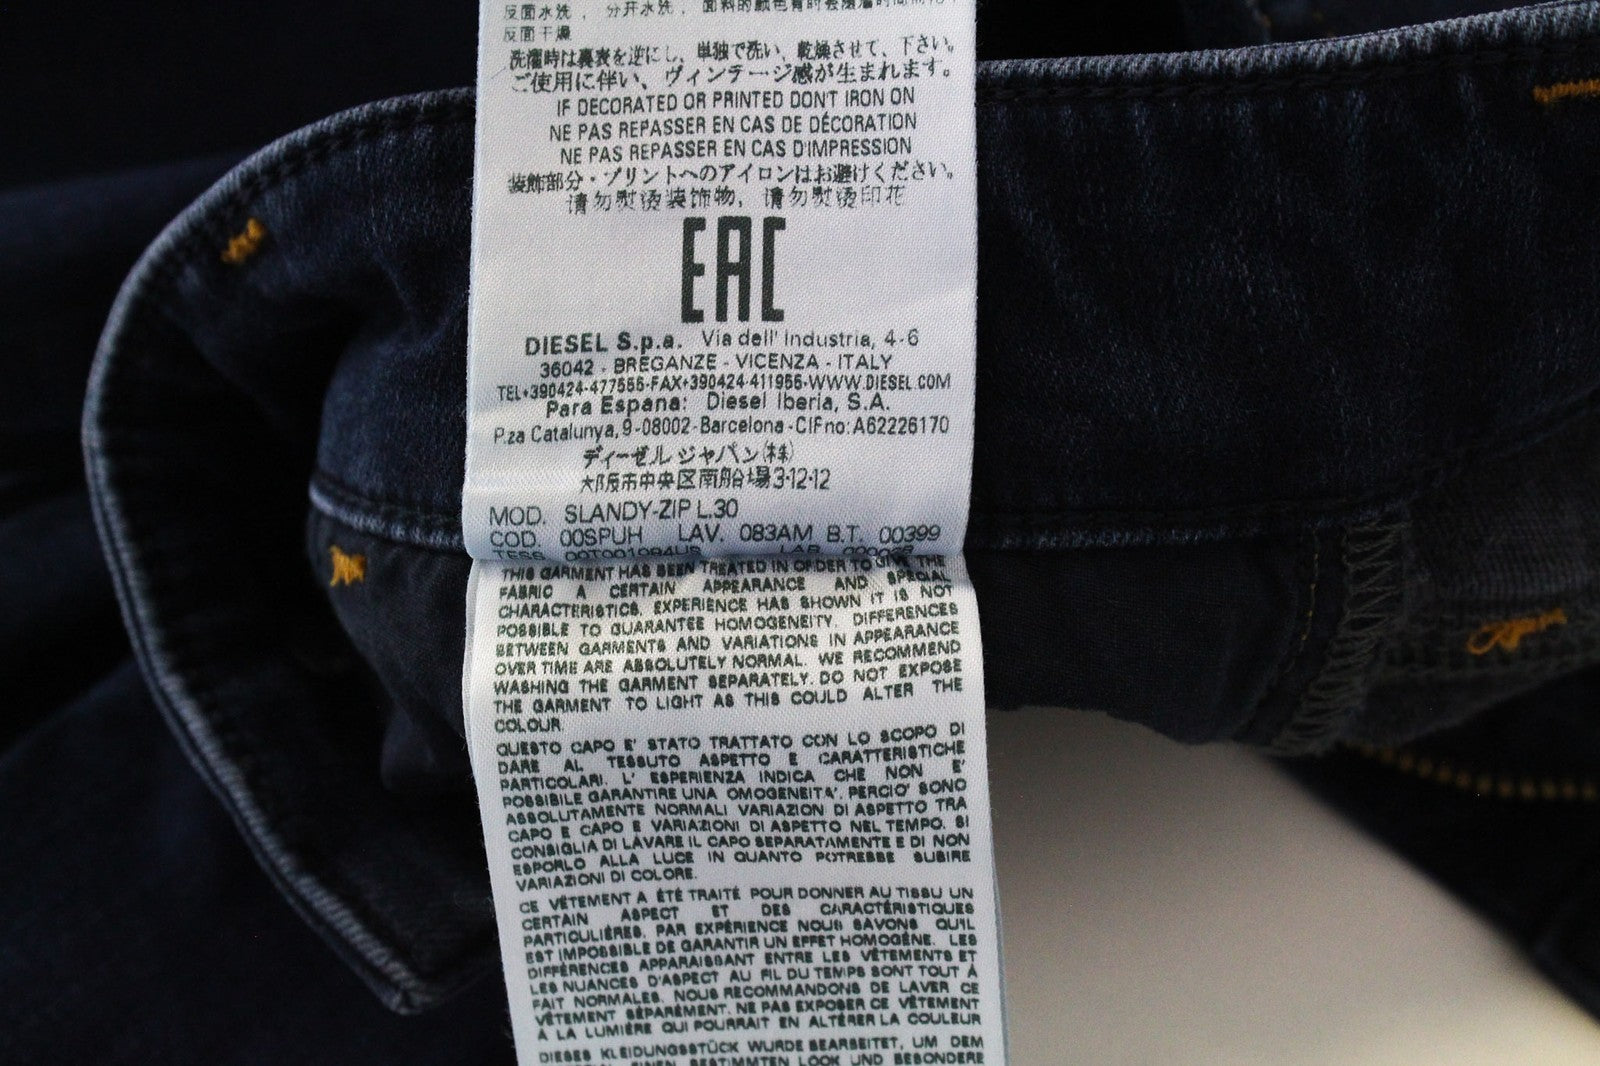 反面水洗，分开水洗，面料的颜色有时会
反面干燥
洗濯時は裏表を逆にし、単独で洗い、乾燥させて、下さい。
ご使用に伴い、ヴィンテージ感が生まれます。
IF DECORATED OR PRINTED DON'T IRON ON
NE PAS REPASSER EN CAS DE DÉCORATION
NE PAS REPASSER EN CAS D'IMPRESSION
装飾部分・プリントへのアイロンはお避けください。
请勿熨烫装饰物，请勿熨烫印花
EAC
DIESEL S.p.a. Via dell' Industria, 4-6
36042 - BREGANZE - VICENZA - ITALY
TEL+390424-477555-FAX+390424-411955-WWW.DIESEL.COM
Para Espana: Diesel Iberia, S.A.
P.za Catalunya, 9-08002-Barcelona-CIFno:A62226170
ディーゼル ジャパン(株)
大阪市中央区南船場3-12-12
MOD. SLANDY-ZIP L.30
COD. 00SPUH LAV. 083AM B.T. 00399
TESS. 00T001084US LAB.
THIS GARMENT HAS BEEN TREATED IN ORDER TO GIVE THE
FABRIC A CERTAIN APPEARANCE AND SPECIAL
CHARACTERISTICS. EXPERIENCE HAS SHOWN IT IS NOT
POSSIBLE TO GUARANTEE HOMOGENEITY. DIFFERENCES
BETWEEN GARMENTS AND VARIATIONS IN APPEARANCE
OVER TIME ARE ABSOLUTELY NORMAL. WE RECOMMEND
WASHING THE GARMENT SEPARATELY. DO NOT EXPOSE
THE GARMENT TO LIGHT AS THIS COULD ALTER THE
COLOUR.
QUESTO CAPO E' STATO TRATTATO CON LO SCOPO DI
DARE AL TESSUTO ASPETTO E CARATTERISTICHE
PARTICOLARI. L' ESPERIENZA INDICA CHE NON E'
POSSIBILE GARANTIRE UNA OMOGENEITA'. PERCIO' SONO
ASSOLUTAMENTE NORMALI VARIAZION DI ASPETTO TRA
CAPO E CAPO E VARIAZIONI DI ASPETTO NEL TEMPO. SI
CONSIGLIA DI LAVARE IL CAPO SEPARATAMENTE E DI NON
ESPORLO ALLA LUCE IN QUANTO POTREBBE SUBIRE
VARIAZIONI DI COLORE.
CE VÊTEMENT A ÉTÉ TRAITÉ POUR DONNER AU TISSU UN
CERTAIN ASPECT ET DES CARACTÉRISTIQUES
PARTICULIÈRES. PAR EXPÉRIENCE NOUS SAVONS QU'IL
EST IMPOSSIBLE DE GARANTIR UN EFFET HOMOGÈNE. LES
DIFFÉRENCES APPARAISSANT ENTRE LES VÊTEMENTS ET
LES NUANCES D'ASPECT AU FIL DU TEMPS SONT TOUT À
FAIT NORMALES. NOUS RECOMMANDONS DE LAVER CE
VÊTEMENT SÉPARÉMENT. NE PAS EXPOSER CE VÊTEMENT
À LA LUMIÈRE QUI POURRAIT EN ALTÉRER LA COULEUR
DIESES KLEIDUNGSSTÜCK WURDE BEARBEITET, UM DEM
EINEN BESTIMMTEN LOOK UND BESONDERE